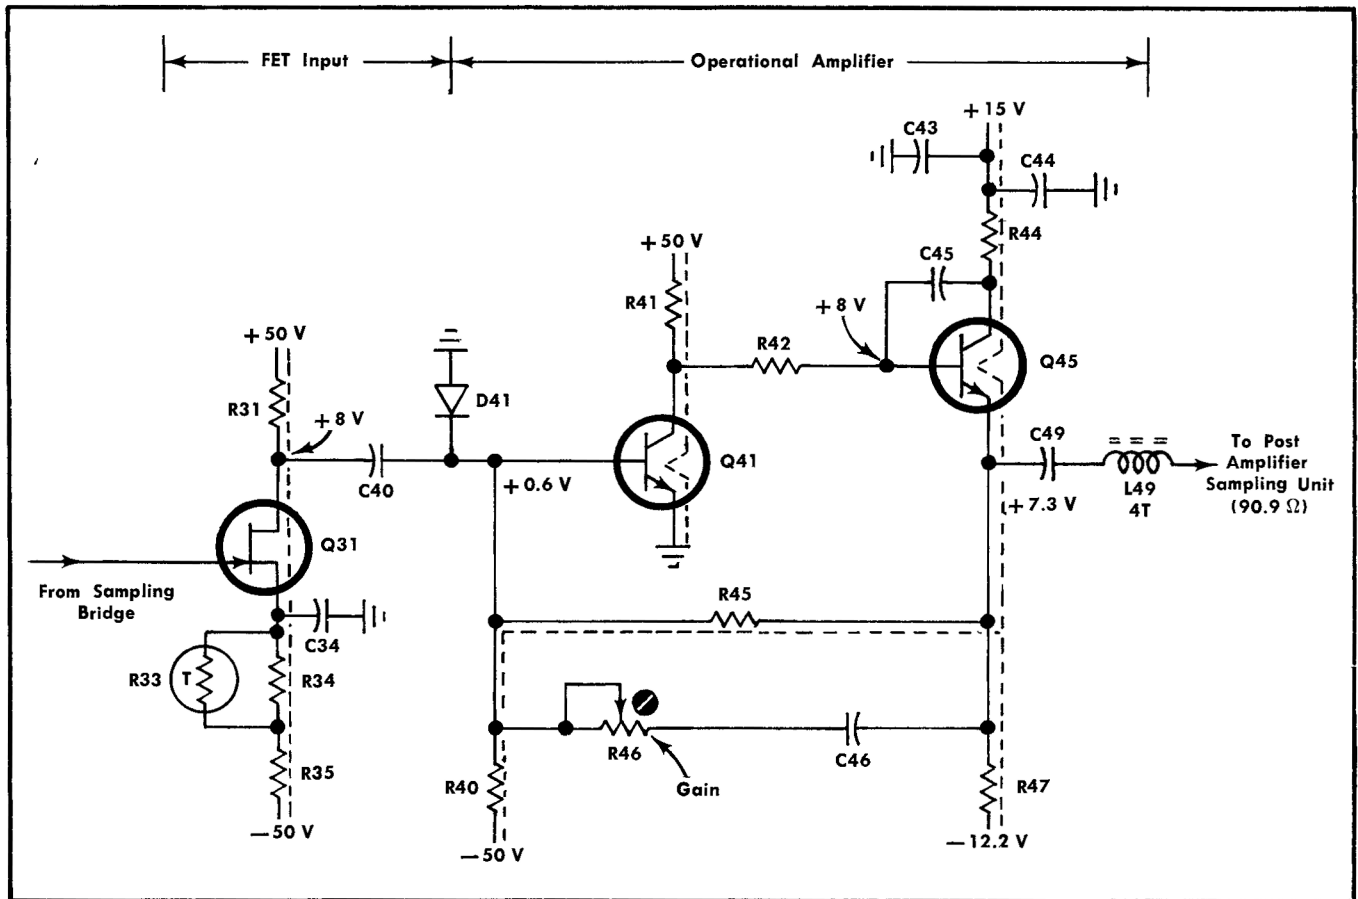 FET Input
Operational Amplifier
+15 V
C43
C44
R44
+50 V
C45
R41
+8 V
+50 V
R42
Q45
D41
R31
+8 V
C49
To Post
Amplifier
Sampling Unit
(90.9 Ω)
Q41
C40
+0.6 V
+7.3 V
L49
4T
Q31
From Sampling
Bridge
R45
C34
R33
T
R34
R46
C46
R35
R40
Gain
R47
−50 V
−50 V
−12.2 V